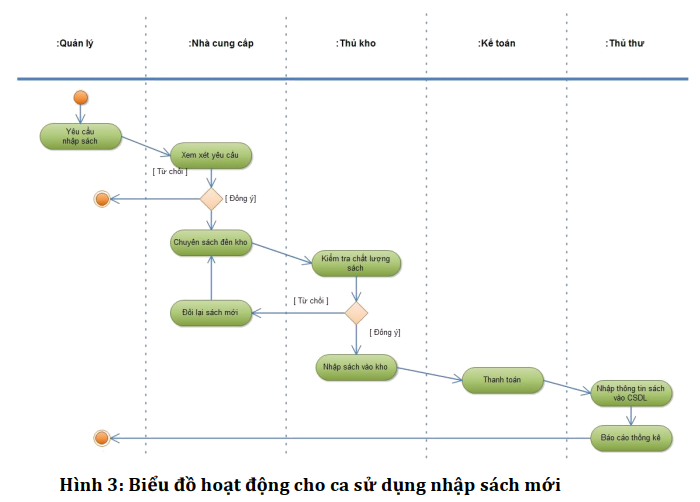 :Quản lý
:Nhà cung cấp
:Thủ kho
:Kế toán
:Thủ thư
Yêu cầu
nhập sách
Xem xét yêu cầu
[ Từ chối ]
[ Đồng ý]
Chuyển sách đến kho
Kiểm tra chất lượng
sách
[ Từ chối ]
Đổi lại sách mới
[ Đồng ý]
Nhập sách vào kho
Thanh toán
Nhập thông tin sách
vào CSDL
Báo cáo thống kê
Hình 3: Biểu đồ hoạt động cho ca sử dụng nhập sách mới